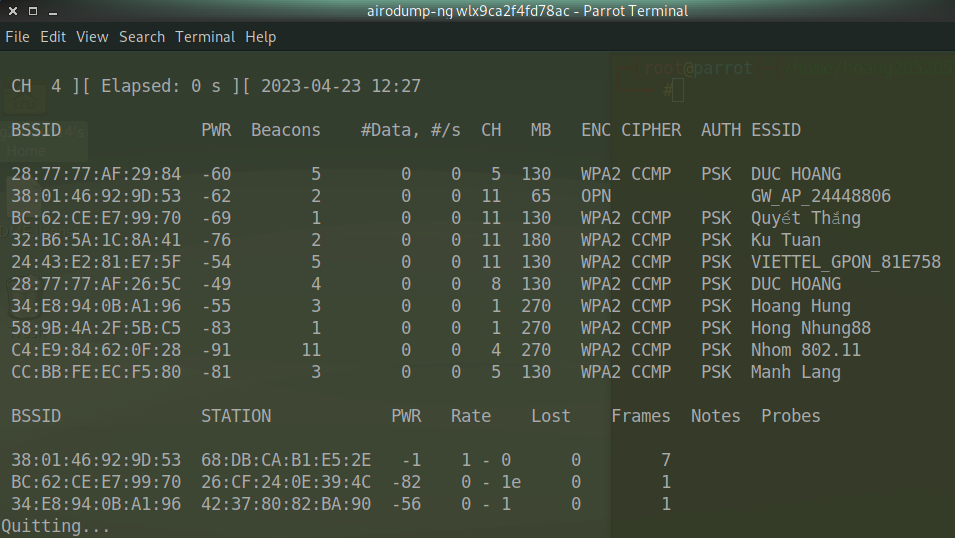 airodump-ng wlx9ca2f4fd78ac - Parrot Terminal
File Edit View Search Terminal Help
root@parrot
#
CH 4 ][ Elapsed: 0 s ][ 2023-04-23 12:27
BSSID PWR Beacons #Data, #/s CH MB ENC CIPHER AUTH ESSID
28:77:77:AF:29:84 -60 5 0 0 5 130 WPA2 CCMP PSK DUC HOANG
38:01:46:92:9D:53 -62 2 0 0 11 65 OPN GW_AP_24448806
BC:62:CE:E7:99:70 -69 1 0 0 11 130 WPA2 CCMP PSK Quyết Thắng
32:B6:5A:1C:8A:41 -76 2 0 0 11 180 WPA2 CCMP PSK Ku Tuan
24:43:E2:81:E7:5F -54 5 0 0 11 130 WPA2 CCMP PSK VIETTEL_GPON_81E758
28:77:77:AF:26:5C -49 4 0 0 8 130 WPA2 CCMP PSK DUC HOANG
34:E8:94:0B:A1:96 -55 3 0 0 1 270 WPA2 CCMP PSK Hoang Hung
58:9B:4A:2F:5B:C5 -83 1 0 0 1 270 WPA2 CCMP PSK Hong Nhung88
C4:E9:84:62:0F:28 -91 11 0 0 4 270 WPA2 CCMP PSK Nhom 802.11
CC:BB:FE:EC:F5:80 -81 3 0 0 5 130 WPA2 CCMP PSK Manh Lang
BSSID STATION PWR Rate Lost Frames Notes Probes
38:01:46:92:9D:53 68:DB:CA:B1:E5:2E -1 1 - 0 0 7
BC:62:CE:E7:99:70 26:CF:24:0E:39:4C -82 0 - 1e 0 1
34:E8:94:0B:A1:96 42:37:80:82:BA:90 -56 0 - 1 0 1
Quitting...
Home